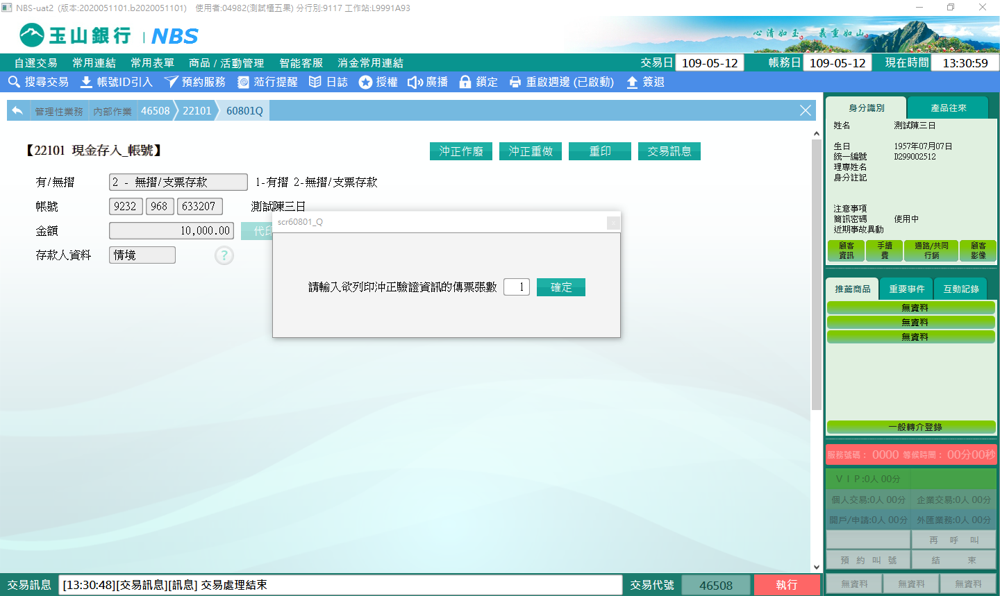 NBS-uat2 (版本:2020051101.b2020051101) 使用者:04982(測試櫃五果) 分行別:9117 工作站:L9991A93
玉山銀行 | NBS
心清如玉。 義重如山。
自選交易 常用連結 常用表單 商品 / 活動管理 智能客服 消金常用連結 交易日 109-05-12 帳務日 109-05-12 現在時間 13:30:59
搜尋交易 帳號ID引入 預約服務 蒞行提醒 日誌 授權 廣播 鎖定 重啟週邊 (已啟動) 簽退
管理性業務 內部作業 46508 22101 60801Q
【22101 現金存入_帳號】 沖正作廢 沖正重做 重印 交易訊息
有/無摺 2 - 無摺/支票存款 1-有摺 2-無摺/支票存款
帳號 9232 968 633207 測試陳三日
金額 10,000.00 代印
存款人資料 情境 ?
scr60801_Q
請輸入欲列印沖正驗證資訊的傳票張數 1 確定
身分識別 產品往來
姓名 測試陳三日
生日 1957年07月07日
統一編號 D299002512
理專姓名
身分註記
注意事項
簡訊密碼 使用中
近期事故異動
顧客資訊 手續費 通路/共同行銷 顧客影像
推薦商品 重要事件 互動記錄
無資料
無資料
無資料
一般轉介登錄
服務號碼： 0000 等候時間： 00分00秒
ＶＩＰ:0人 00分
個人交易:0人 00分 企業交易:0人 00分
開戶/申請:0人 00分 外匯業務:0人 00分
再 呼 叫
預 約 叫 號 結 束
無資料 無資料 無資料
交易訊息 [13:30:48][交易訊息][訊息] 交易處理結束 交易代號 46508 執行